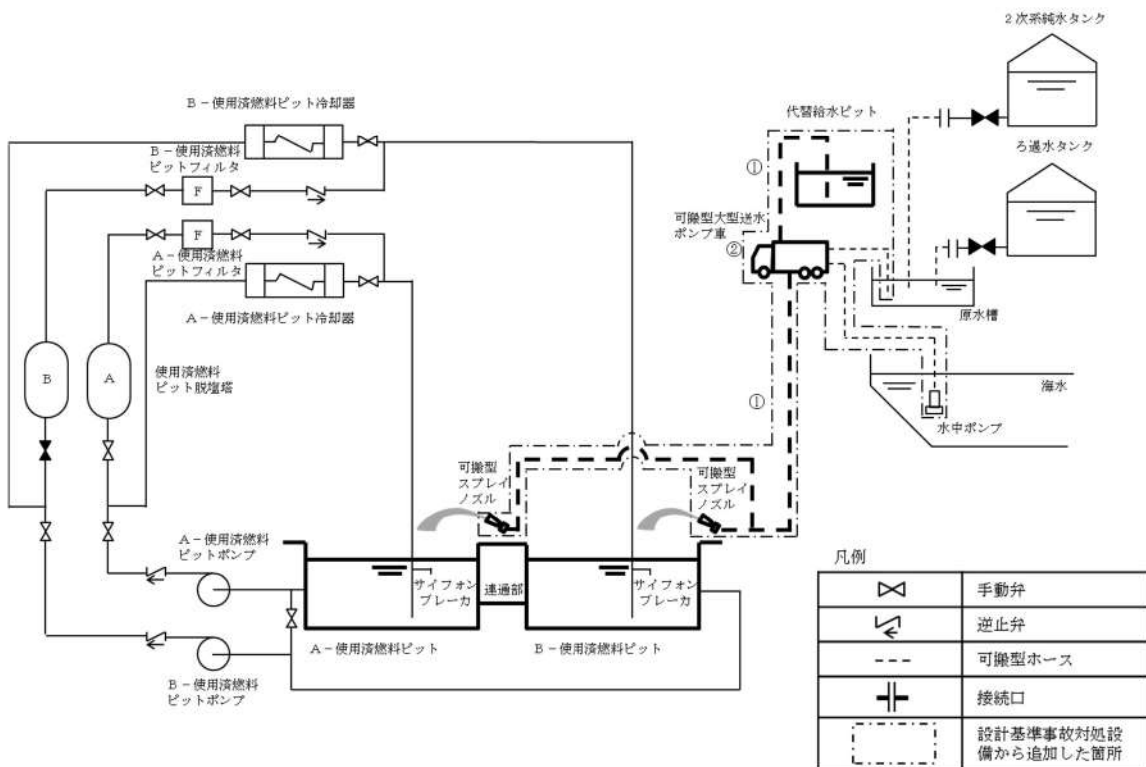 2次系純水タンク
B－使用済燃料ピット冷却器
代替給水ピット
B－使用済燃料
ピットフィルタ
①
ろ過水タンク
F
可搬型大型送水
ポンプ車
F
②
A－使用済燃料
ピットフィルタ
A－使用済燃料ピット冷却器
原水槽
B
A
使用済燃料
ピット脱塩塔
海水
①
水中ポンプ
可搬型
スプレイ
ノズル
可搬型
スプレイ
ノズル
A－使用済燃料
ピットポンプ
サイフォン
ブレーカ
連通部
サイフォン
ブレーカ
A－使用済燃料ピット
B－使用済燃料ピット
B－使用済燃料
ピットポンプ
凡例
手動弁
逆止弁
可搬型ホース
接続口
設計基準事故対処設
備から追加した箇所